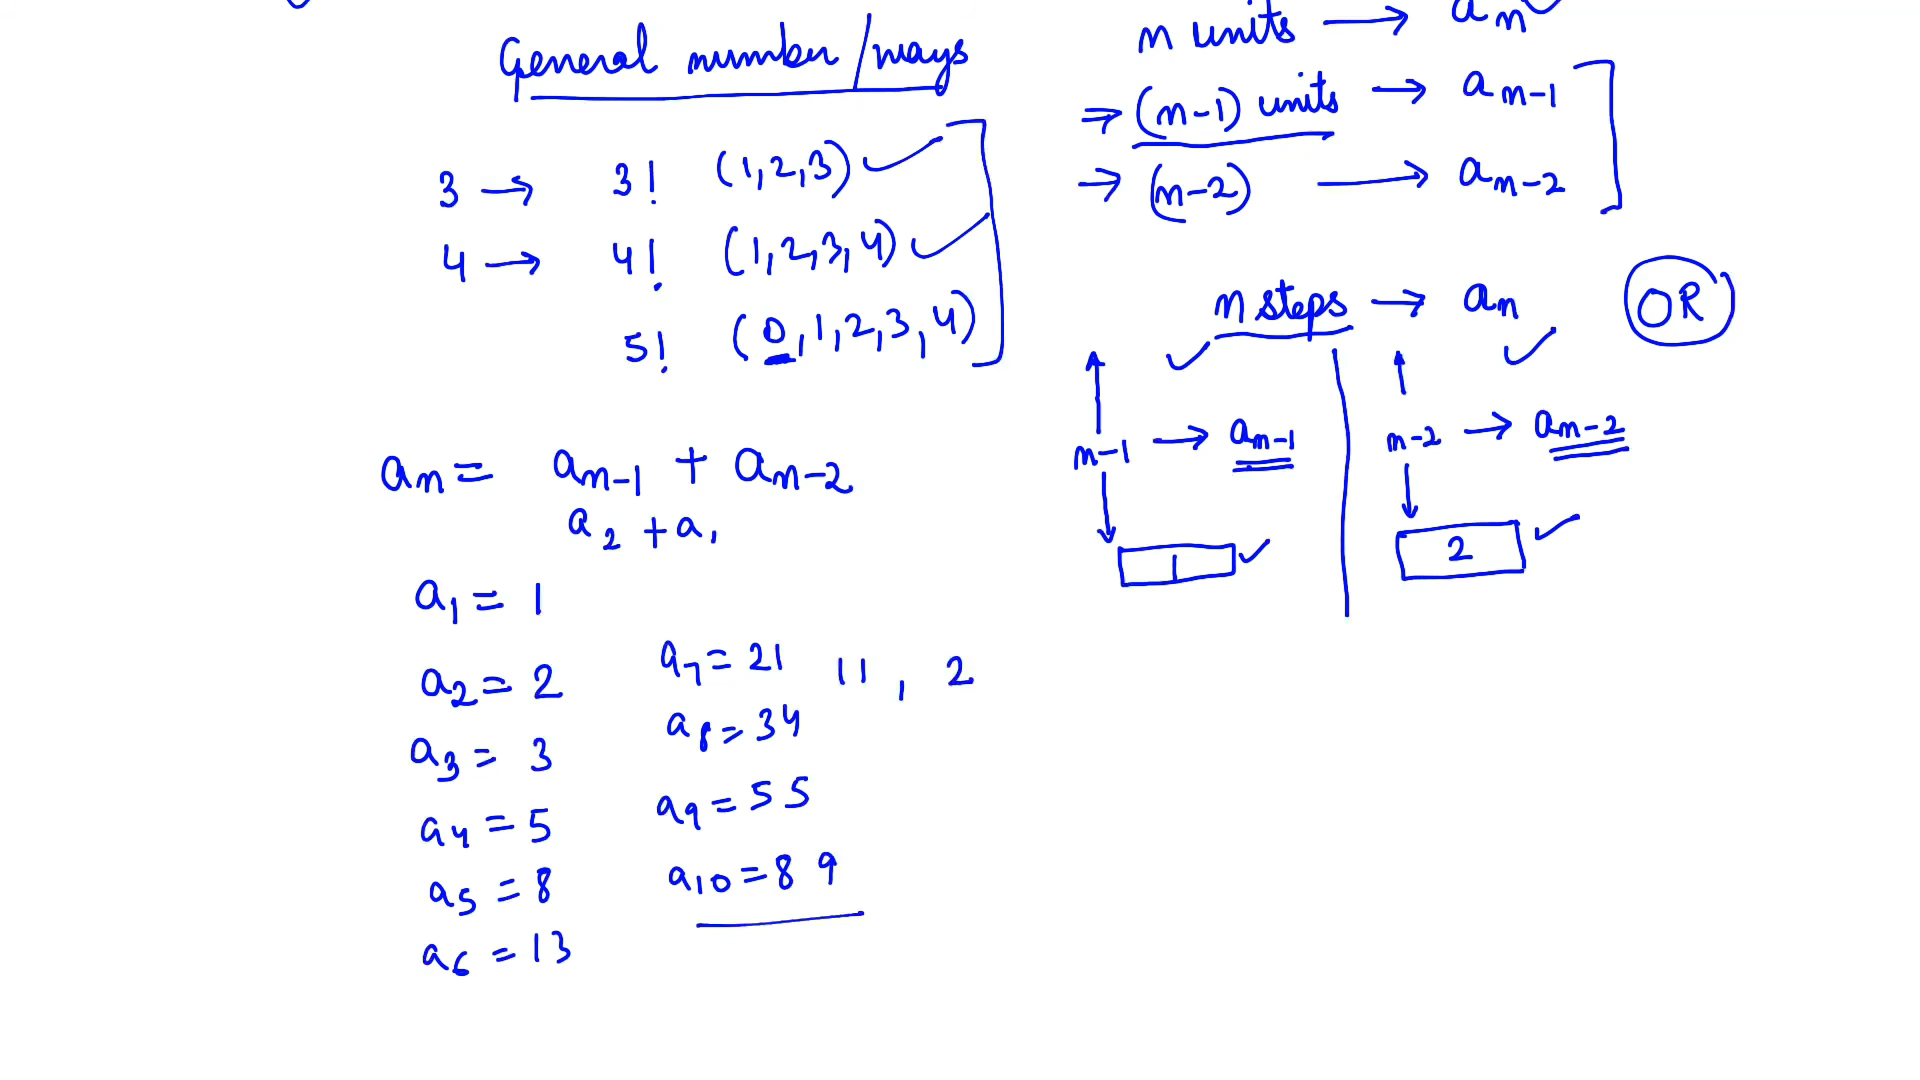 General number/ways
3 → 3! (1,2,3)
4 → 4! (1,2,3,4)
5! (0,1,2,3,4)
n units → an
⇒ (n-1) units → an-1
→ (n-2) → an-2
n steps → an OR
n-1 → an-1
n-2 → an-2
1
2
an = an-1 + an-2
a2 + a1
a1 = 1
a2 = 2
a3 = 3
a4 = 5
a5 = 8
a6 = 13
a7 = 21 11, 2
a8 = 34
a9 = 55
a10 = 89